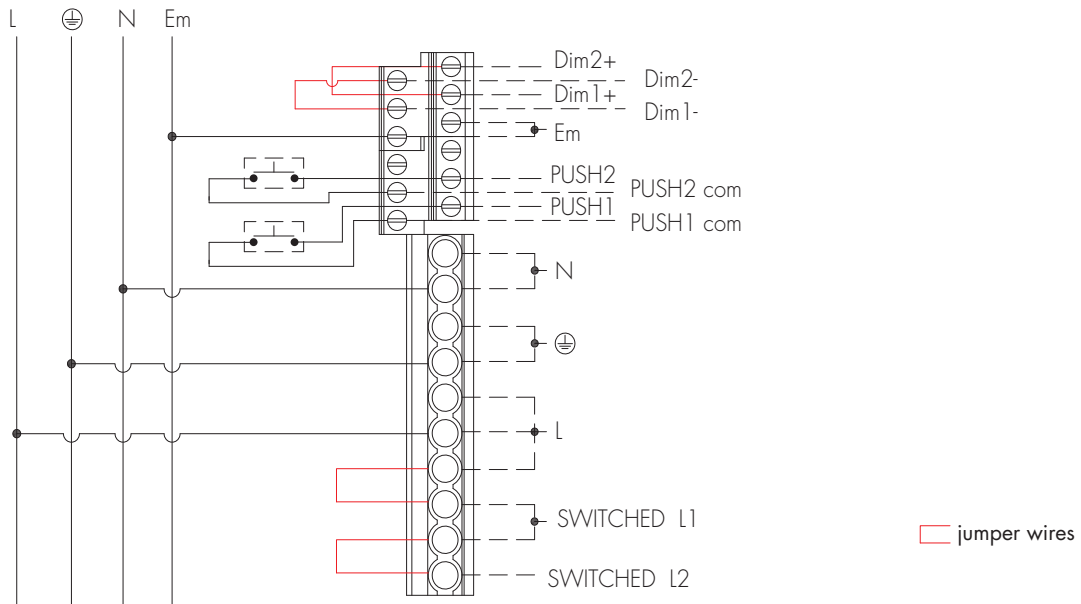 L ⏚ N Em
Dim2+
Dim2-
Dim1+
Dim1-
Em
PUSH2
PUSH2 com
PUSH1
PUSH1 com
N
⏚
L
SWITCHED L1
jumper wires
SWITCHED L2